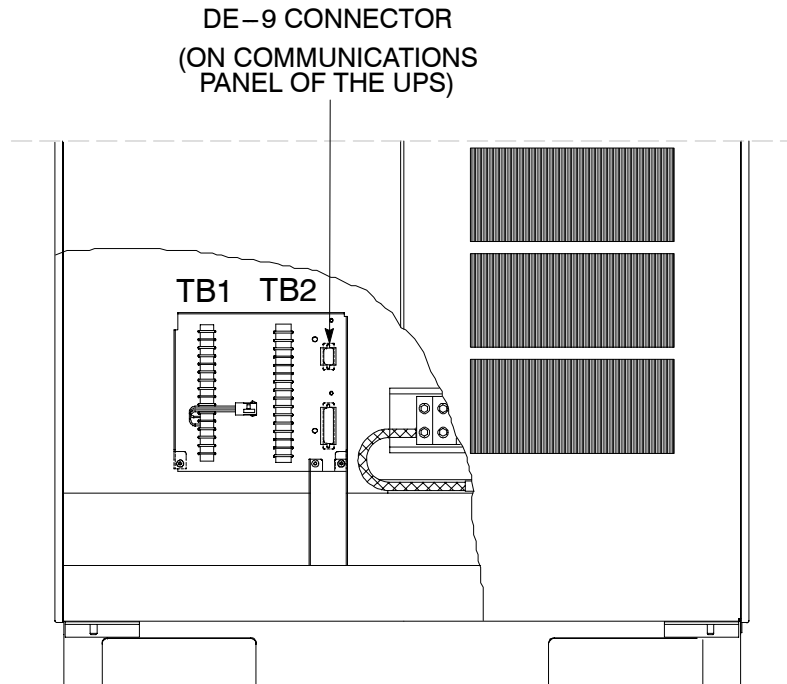 DE–9 CONNECTOR
(ON COMMUNICATIONS
PANEL OF THE UPS)
TB1 TB2